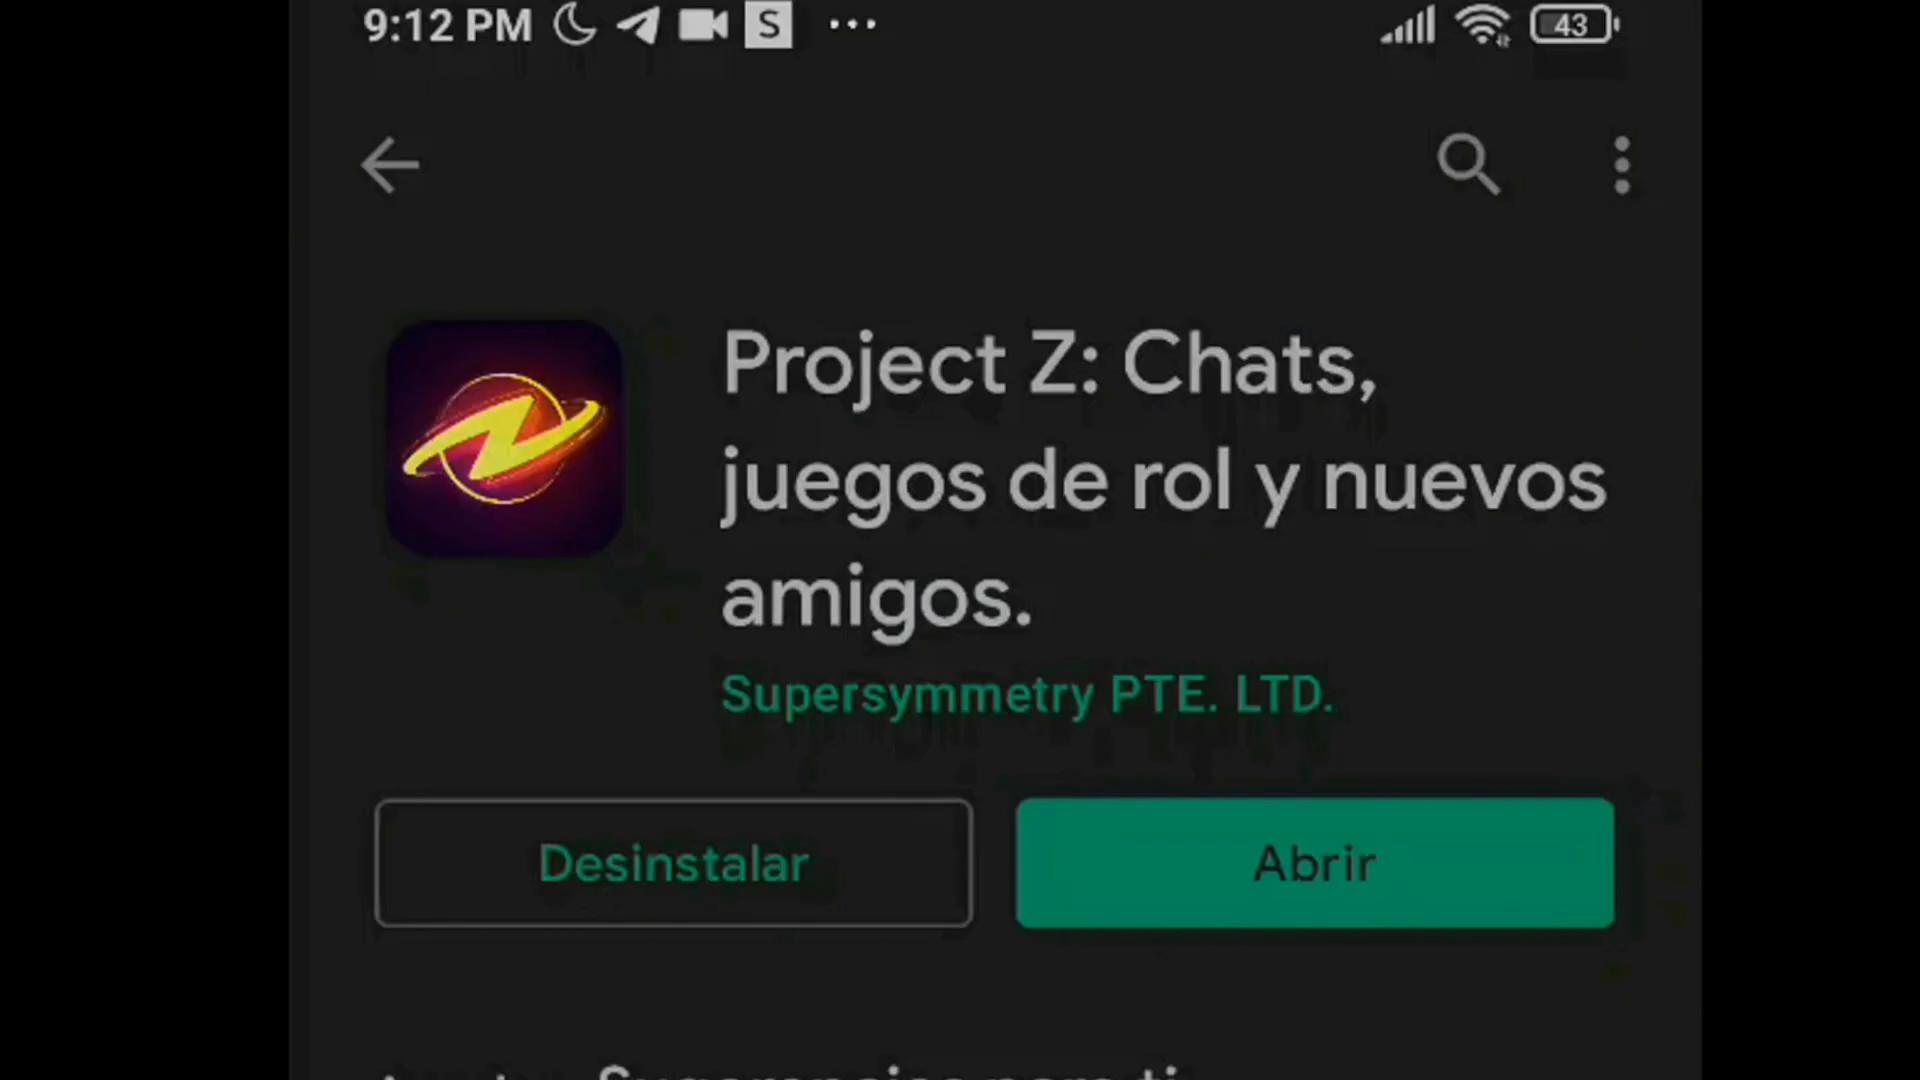 9:12 PM S ... 43
Project Z: Chats,
juegos de rol y nuevos
amigos.
Supersymmetry PTE. LTD.
Desinstalar
Abrir